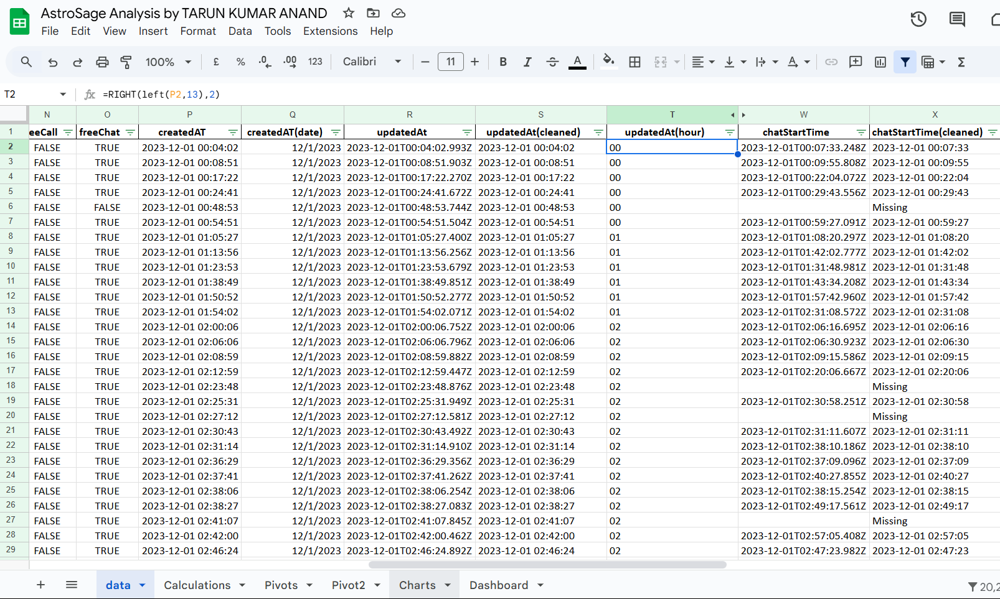 AstroSage Analysis by TARUN KUMAR ANAND
File Edit View Insert Format Data Tools Extensions Help
100% £ % .0 .00 123 Calibri 11 B I S A A Σ
T2 fx =RIGHT(left(P2,13),2)
N O P Q R S T W X
1 eeCall freeChat createdAT createdAT(date) updatedAt updatedAt(cleaned) updatedAt(hour) chatStartTime chatStartTime(cleaned)
2 FALSE TRUE 2023-12-01 00:04:02 12/1/2023 2023-12-01T00:04:02.993Z 2023-12-01 00:04:02 00 2023-12-01T00:07:33.248Z 2023-12-01 00:07:33
3 FALSE TRUE 2023-12-01 00:08:51 12/1/2023 2023-12-01T00:08:51.903Z 2023-12-01 00:08:51 00 2023-12-01T00:09:55.808Z 2023-12-01 00:09:55
4 FALSE TRUE 2023-12-01 00:17:22 12/1/2023 2023-12-01T00:17:22.270Z 2023-12-01 00:17:22 00 2023-12-01T00:22:04.072Z 2023-12-01 00:22:04
5 FALSE TRUE 2023-12-01 00:24:41 12/1/2023 2023-12-01T00:24:41.672Z 2023-12-01 00:24:41 00 2023-12-01T00:29:43.556Z 2023-12-01 00:29:43
6 FALSE FALSE 2023-12-01 00:48:53 12/1/2023 2023-12-01T00:48:53.744Z 2023-12-01 00:48:53 00 Missing
7 FALSE TRUE 2023-12-01 00:54:51 12/1/2023 2023-12-01T00:54:51.504Z 2023-12-01 00:54:51 00 2023-12-01T00:59:27.091Z 2023-12-01 00:59:27
8 FALSE TRUE 2023-12-01 01:05:27 12/1/2023 2023-12-01T01:05:27.400Z 2023-12-01 01:05:27 01 2023-12-01T01:08:20.297Z 2023-12-01 01:08:20
9 FALSE TRUE 2023-12-01 01:13:56 12/1/2023 2023-12-01T01:13:56.256Z 2023-12-01 01:13:56 01 2023-12-01T01:42:02.777Z 2023-12-01 01:42:02
10 FALSE TRUE 2023-12-01 01:23:53 12/1/2023 2023-12-01T01:23:53.679Z 2023-12-01 01:23:53 01 2023-12-01T01:31:48.981Z 2023-12-01 01:31:48
11 FALSE TRUE 2023-12-01 01:38:49 12/1/2023 2023-12-01T01:38:49.851Z 2023-12-01 01:38:49 01 2023-12-01T01:43:34.208Z 2023-12-01 01:43:34
12 FALSE TRUE 2023-12-01 01:50:52 12/1/2023 2023-12-01T01:50:52.277Z 2023-12-01 01:50:52 01 2023-12-01T01:57:42.960Z 2023-12-01 01:57:42
13 FALSE TRUE 2023-12-01 01:54:02 12/1/2023 2023-12-01T01:54:02.071Z 2023-12-01 01:54:02 01 2023-12-01T02:31:08.572Z 2023-12-01 02:31:08
14 FALSE TRUE 2023-12-01 02:00:06 12/1/2023 2023-12-01T02:00:06.752Z 2023-12-01 02:00:06 02 2023-12-01T02:06:16.695Z 2023-12-01 02:06:16
15 FALSE TRUE 2023-12-01 02:06:06 12/1/2023 2023-12-01T02:06:06.796Z 2023-12-01 02:06:06 02 2023-12-01T02:06:30.923Z 2023-12-01 02:06:30
16 FALSE TRUE 2023-12-01 02:08:59 12/1/2023 2023-12-01T02:08:59.882Z 2023-12-01 02:08:59 02 2023-12-01T02:09:15.586Z 2023-12-01 02:09:15
17 FALSE TRUE 2023-12-01 02:12:59 12/1/2023 2023-12-01T02:12:59.447Z 2023-12-01 02:12:59 02 2023-12-01T02:20:06.667Z 2023-12-01 02:20:06
18 FALSE TRUE 2023-12-01 02:23:48 12/1/2023 2023-12-01T02:23:48.876Z 2023-12-01 02:23:48 02 Missing
19 FALSE TRUE 2023-12-01 02:25:31 12/1/2023 2023-12-01T02:25:31.949Z 2023-12-01 02:25:31 02 2023-12-01T02:30:58.251Z 2023-12-01 02:30:58
20 FALSE TRUE 2023-12-01 02:27:12 12/1/2023 2023-12-01T02:27:12.581Z 2023-12-01 02:27:12 02 Missing
21 FALSE TRUE 2023-12-01 02:30:43 12/1/2023 2023-12-01T02:30:43.492Z 2023-12-01 02:30:43 02 2023-12-01T02:31:11.607Z 2023-12-01 02:31:11
22 FALSE TRUE 2023-12-01 02:31:14 12/1/2023 2023-12-01T02:31:14.910Z 2023-12-01 02:31:14 02 2023-12-01T02:38:10.186Z 2023-12-01 02:38:10
23 FALSE TRUE 2023-12-01 02:36:29 12/1/2023 2023-12-01T02:36:29.356Z 2023-12-01 02:36:29 02 2023-12-01T02:37:09.096Z 2023-12-01 02:37:09
24 FALSE TRUE 2023-12-01 02:37:41 12/1/2023 2023-12-01T02:37:41.262Z 2023-12-01 02:37:41 02 2023-12-01T02:40:27.855Z 2023-12-01 02:40:27
25 FALSE TRUE 2023-12-01 02:38:06 12/1/2023 2023-12-01T02:38:06.254Z 2023-12-01 02:38:06 02 2023-12-01T02:38:15.254Z 2023-12-01 02:38:15
26 FALSE TRUE 2023-12-01 02:38:27 12/1/2023 2023-12-01T02:38:27.083Z 2023-12-01 02:38:27 02 2023-12-01T02:49:17.561Z 2023-12-01 02:49:17
27 FALSE TRUE 2023-12-01 02:41:07 12/1/2023 2023-12-01T02:41:07.845Z 2023-12-01 02:41:07 02 Missing
28 FALSE TRUE 2023-12-01 02:42:00 12/1/2023 2023-12-01T02:42:00.462Z 2023-12-01 02:42:00 02 2023-12-01T02:57:05.408Z 2023-12-01 02:57:05
29 FALSE TRUE 2023-12-01 02:46:24 12/1/2023 2023-12-01T02:46:24.892Z 2023-12-01 02:46:24 02 2023-12-01T02:47:23.982Z 2023-12-01 02:47:23
data Calculations Pivots Pivot2 Charts Dashboard 20,2